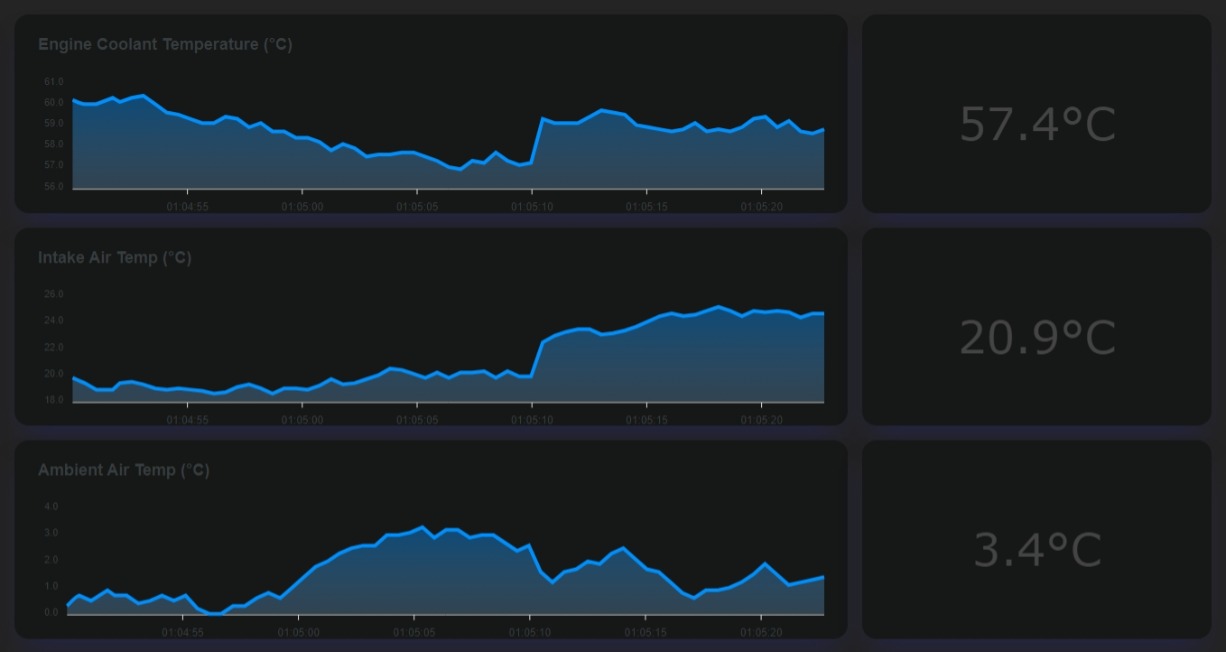 Engine Coolant Temperature (°C)
61.0
60.0
59.0
58.0
57.0
56.0
01:04:55 01:05:00 01:05:05 01:05:10 01:05:15 01:05:20
57.4°C
Intake Air Temp (°C)
26.0
24.0
22.0
20.0
18.0
01:04:55 01:05:00 01:05:05 01:05:10 01:05:15 01:05:20
20.9°C
Ambient Air Temp (°C)
4.0
3.0
2.0
1.0
0.0
01:04:55 01:05:00 01:05:05 01:05:10 01:05:15 01:05:20
3.4°C